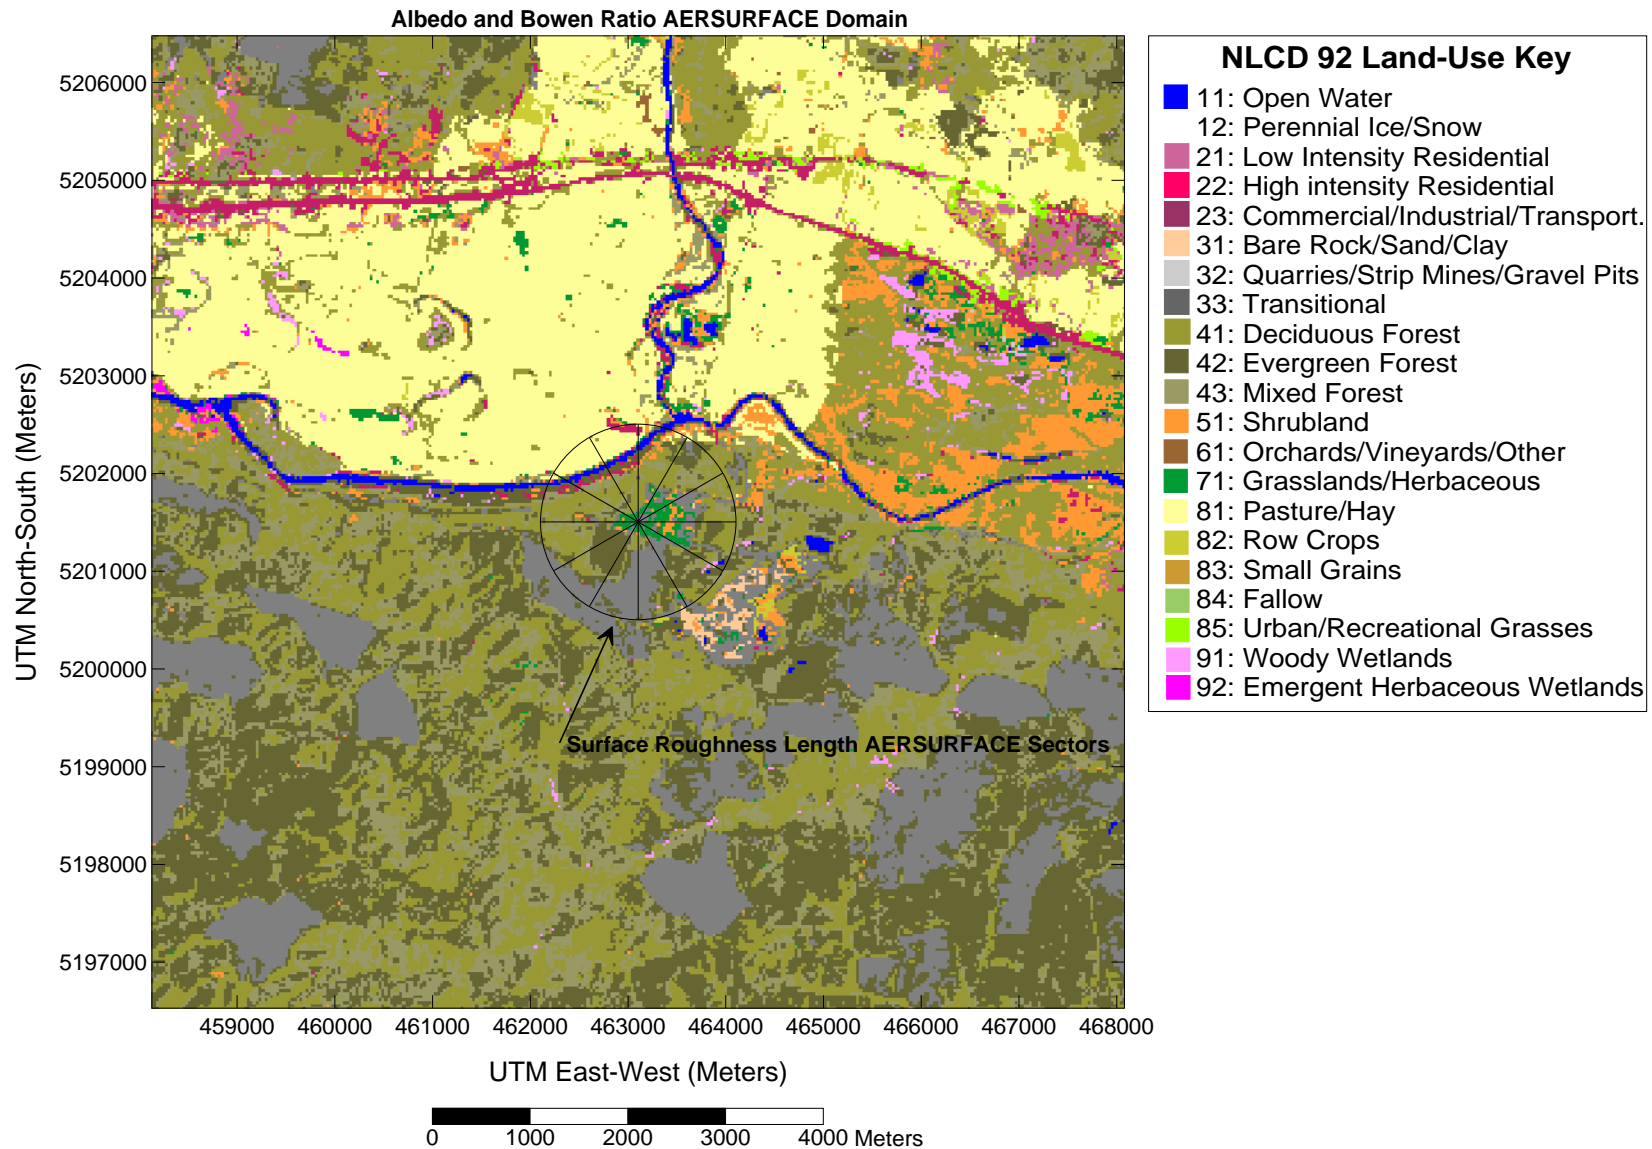 Albedo and Bowen Ratio AERSURFACE Domain
NLCD 92 Land-Use Key
11: Open Water
12: Perennial Ice/Snow
21: Low Intensity Residential
22: High intensity Residential
23: Commercial/Industrial/Transport.
31: Bare Rock/Sand/Clay
32: Quarries/Strip Mines/Gravel Pits
33: Transitional
41: Deciduous Forest
42: Evergreen Forest
43: Mixed Forest
51: Shrubland
61: Orchards/Vineyards/Other
71: Grasslands/Herbaceous
81: Pasture/Hay
82: Row Crops
83: Small Grains
84: Fallow
85: Urban/Recreational Grasses
91: Woody Wetlands
92: Emergent Herbaceous Wetlands
UTM North-South (Meters)
5206000
5205000
5204000
5203000
5202000
5201000
5200000
5199000
5198000
5197000
Surface Roughness Length AERSURFACE Sectors
459000 460000 461000 462000 463000 464000 465000 466000 467000 468000
UTM East-West (Meters)
0 1000 2000 3000 4000 Meters